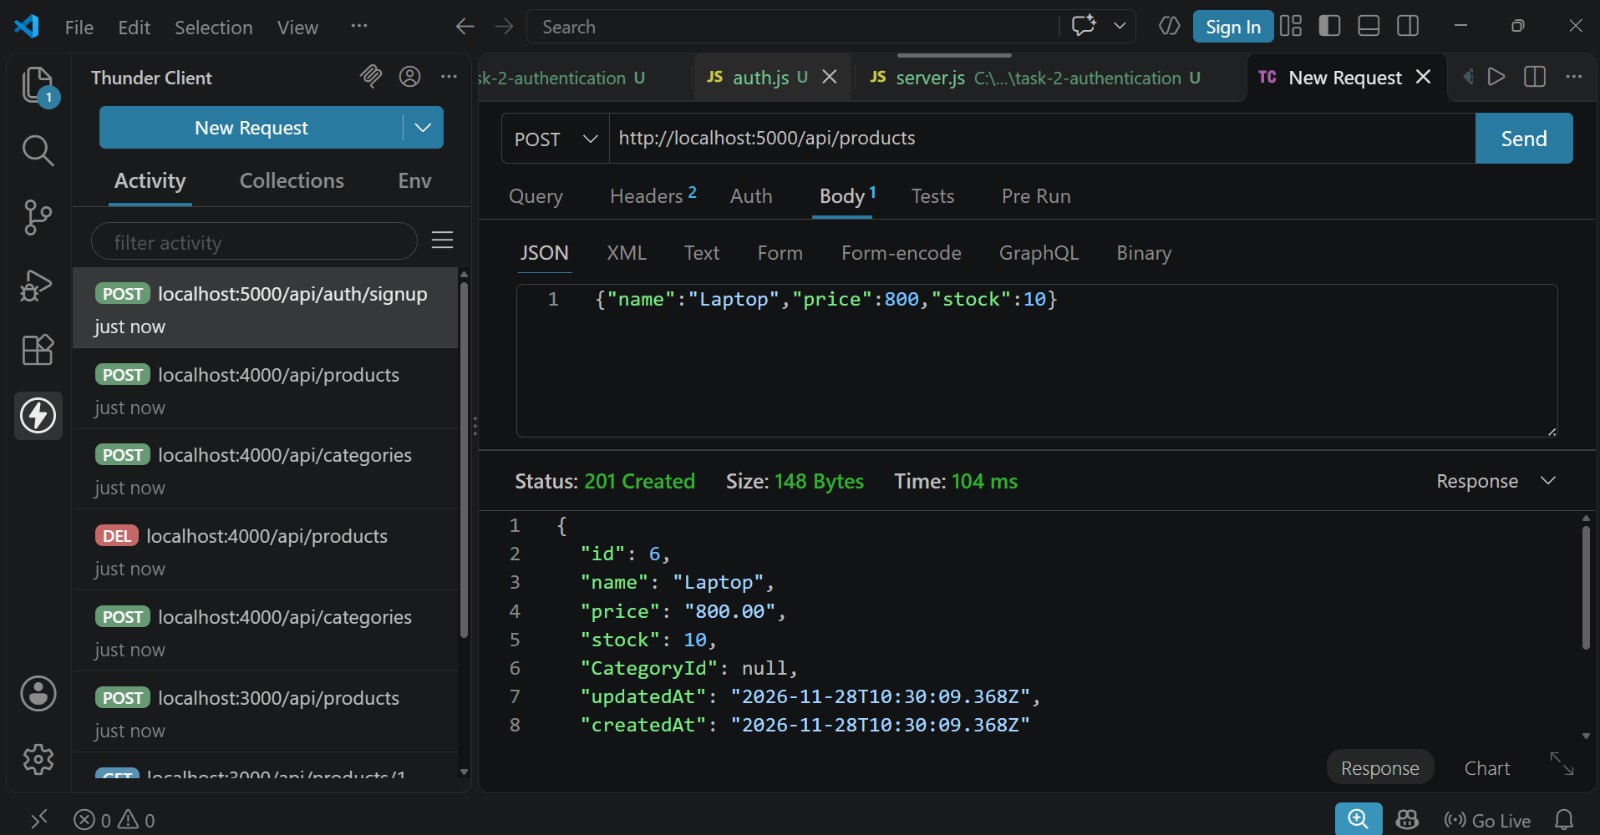 File Edit Selection View ··· Search Sign In
Thunder Client ···
sk-2-authentication U JS auth.js U JS server.js C:\...\task-2-authentication U TC New Request ···
1
New Request
POST http://localhost:5000/api/products Send
Activity Collections Env
Query Headers 2 Auth Body 1 Tests Pre Run
filter activity
JSON XML Text Form Form-encode GraphQL Binary
1 {"name":"Laptop","price":800,"stock":10}
POST localhost:5000/api/auth/signup
just now
POST localhost:4000/api/products
just now
POST localhost:4000/api/categories
just now
DEL localhost:4000/api/products
just now
POST localhost:4000/api/categories
just now
POST localhost:3000/api/products
just now
GET localhost:3000/api/products/1
Status: 201 Created Size: 148 Bytes Time: 104 ms Response
1 {
2 "id": 6,
3 "name": "Laptop",
4 "price": "800.00",
5 "stock": 10,
6 "CategoryId": null,
7 "updatedAt": "2026-11-28T10:30:09.368Z",
8 "createdAt": "2026-11-28T10:30:09.368Z"
Response Chart
0 0 Go Live